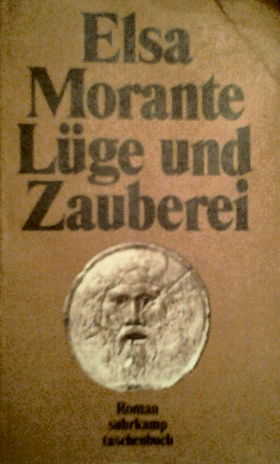 Elsa
Morante
Lüge und
Zauberei
Roman
suhrkamp
taschenbuch